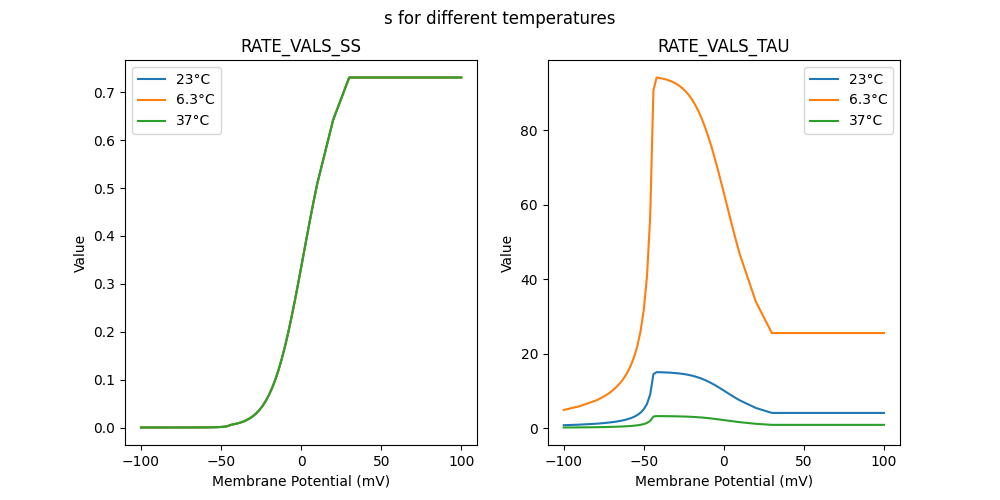 s for different temperatures
RATE_VALS_SS
23°C
6.3°C
37°C
Value
0.7
0.6
0.5
0.4
0.3
0.2
0.1
0.0
−100
−50
0
50
100
Membrane Potential (mV)
RATE_VALS_TAU
23°C
6.3°C
37°C
Value
80
60
40
20
0
−100
−50
0
50
100
Membrane Potential (mV)